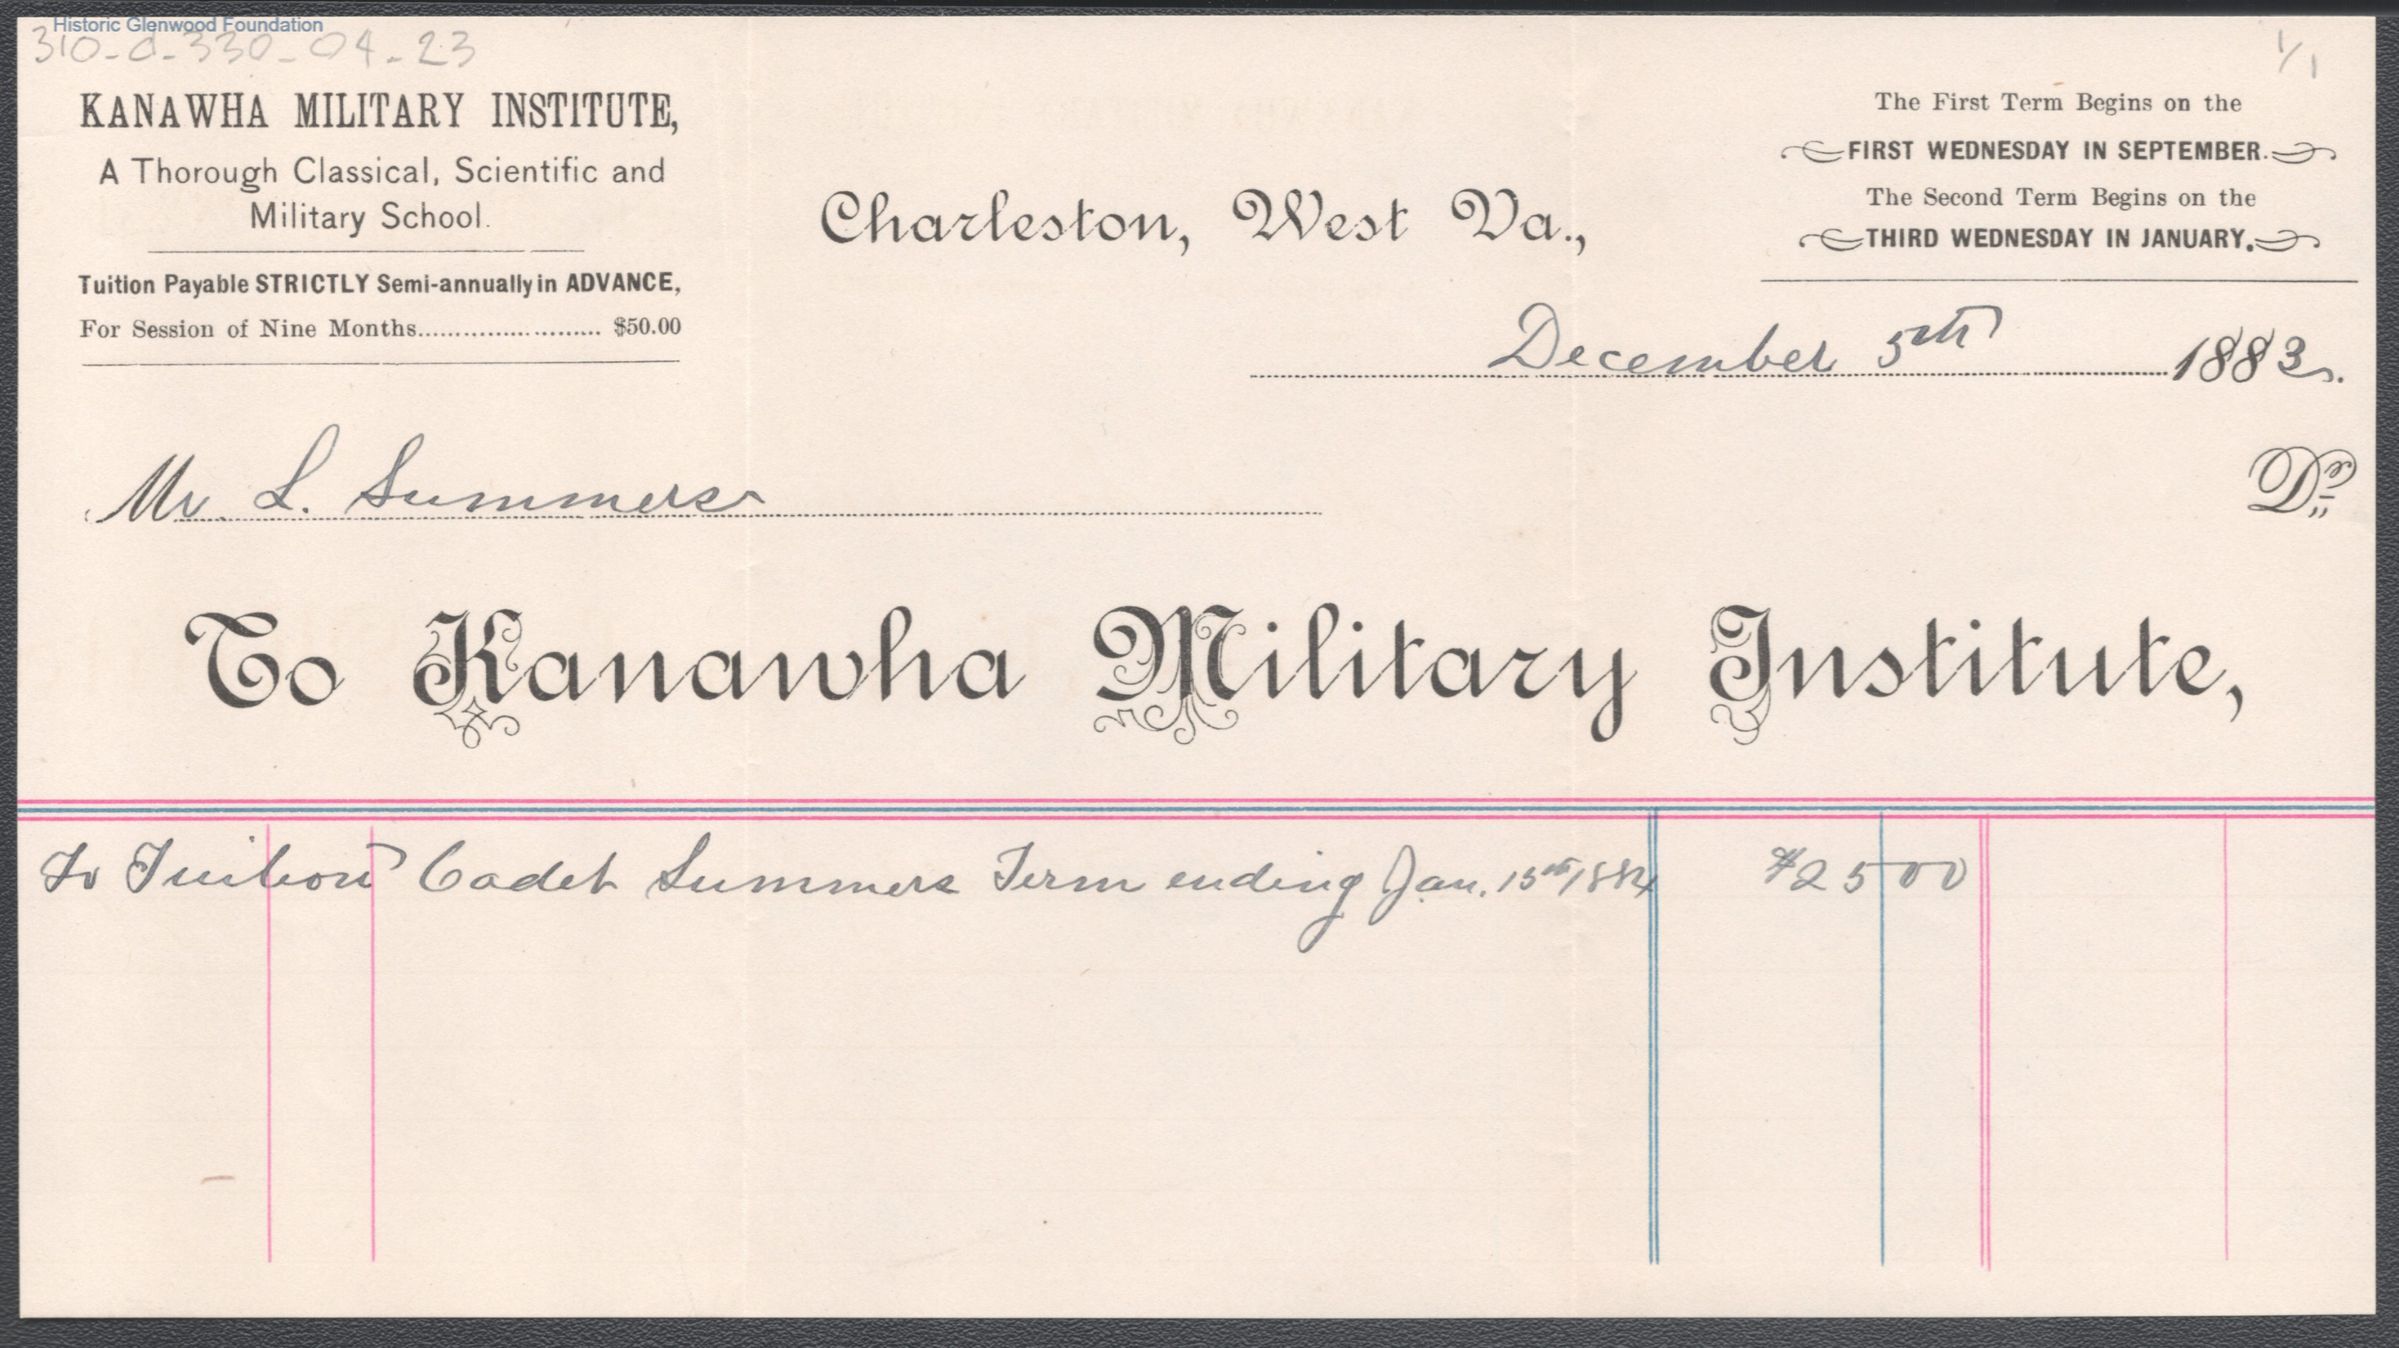 Historic Glenwood Foundation
310-c-330-04-23
1/1
KANAWHA MILITARY INSTITUTE,
A Thorough Classical, Scientific and
Military School.
Tuition Payable STRICTLY Semi-annually in ADVANCE,
For Session of Nine Months........................ $50.00
Charleston, West Va.,
The First Term Begins on the
FIRST WEDNESDAY IN SEPTEMBER.
The Second Term Begins on the
THIRD WEDNESDAY IN JANUARY.
December 5th 1883.
Mr. L. Summers
Dr.
To Kanawha Military Institute,
To Tuition Cadet Summers Term ending Jan. 15th 1884 $25 00